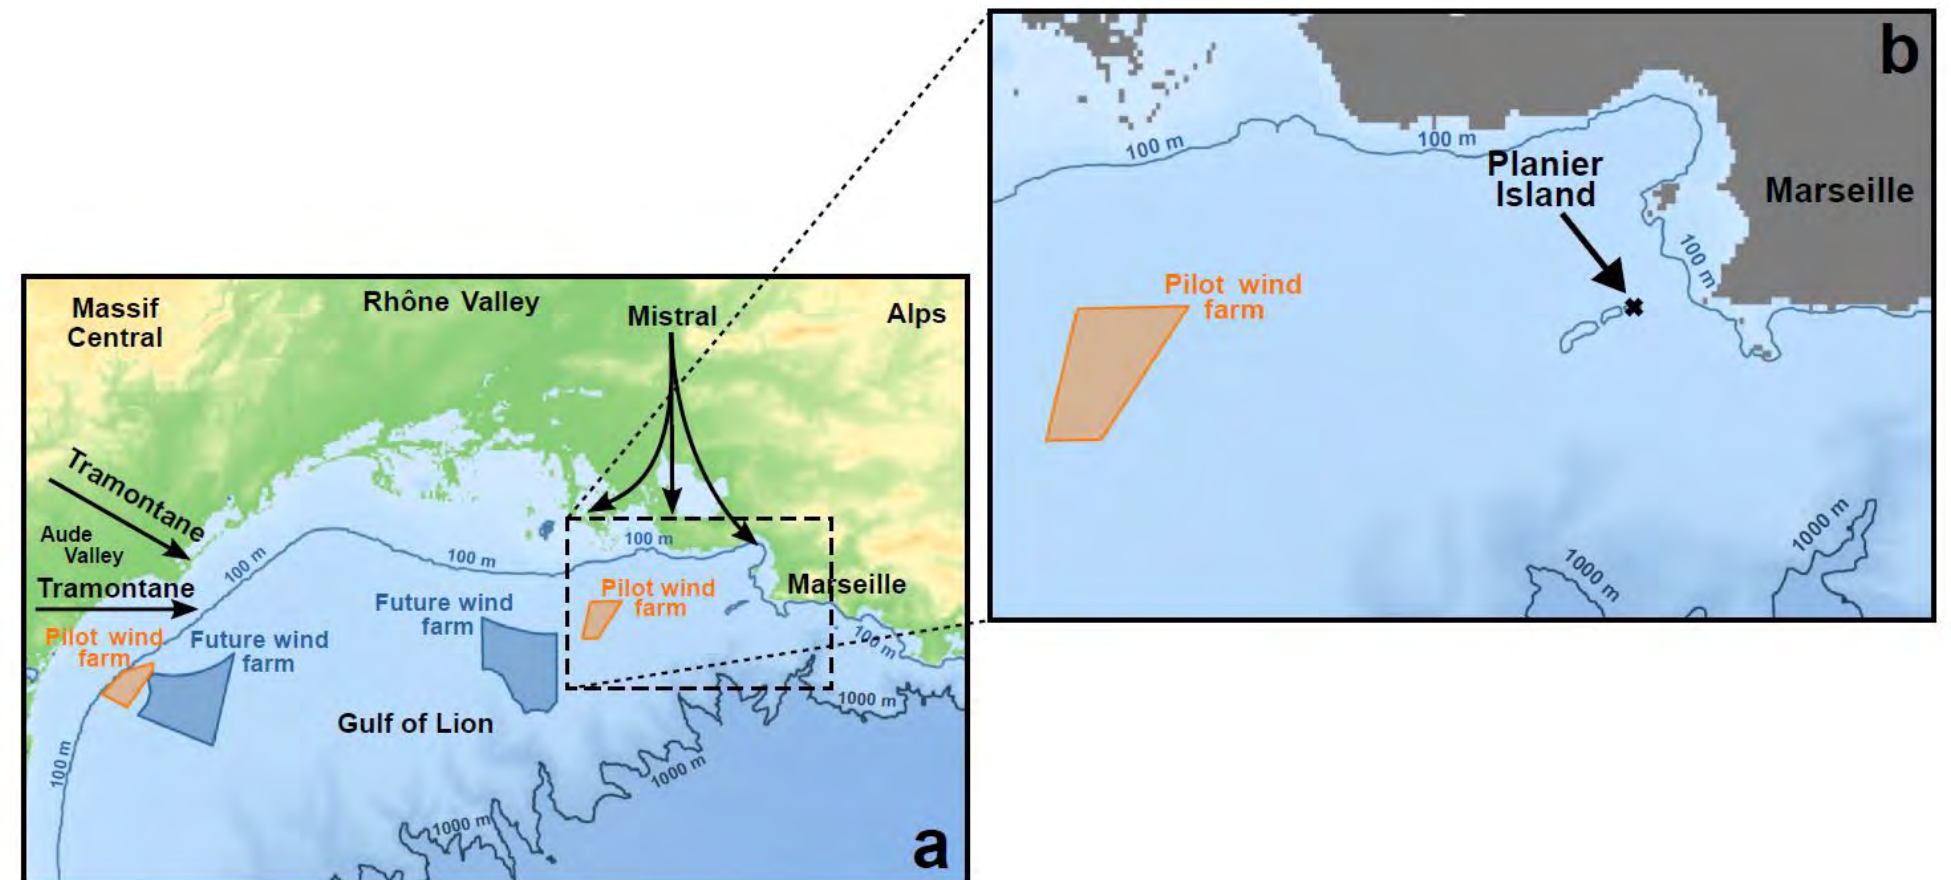 Massif
Central
Rhône Valley
Mistral
Alps
Tramontane
Aude
Valley
Tramontane
100 m
100 m
100 m
Pilot wind
farm
Marseille
Future wind
farm
Pilot wind
farm
Future wind
farm
100 m
1000 m
Gulf of Lion
100 m
1000 m
1000 m
a
b
100 m
100 m
Planier
Island
Marseille
100 m
Pilot wind
farm
1000 m
1000 m